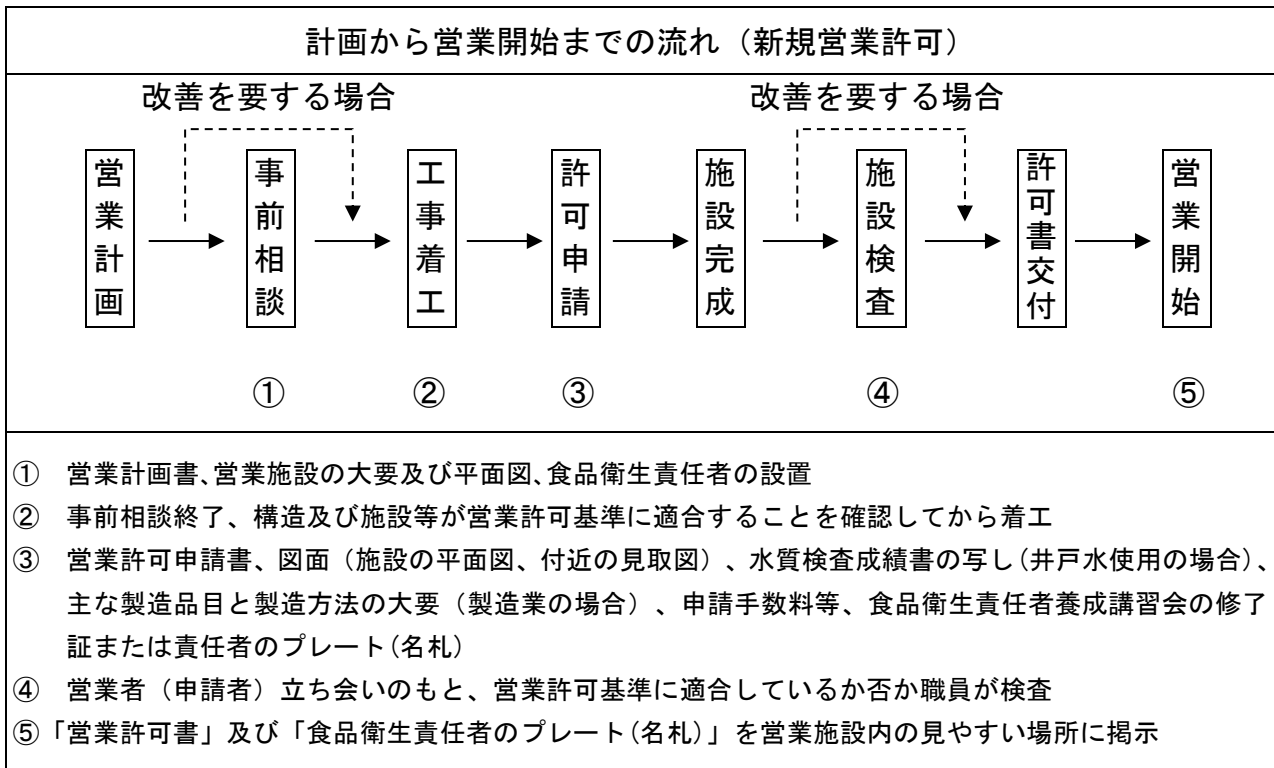 計画から営業開始までの流れ（新規営業許可）
改善を要する場合
改善を要する場合
営業計画
事前相談
工事着工
許可申請
施設完成
施設検査
許可書交付
営業開始
①
②
③
④
⑤
①　営業計画書、営業施設の大要及び平面図、食品衛生責任者の設置
②　事前相談終了、構造及び施設等が営業許可基準に適合することを確認してから着工
③　営業許可申請書、図面（施設の平面図、付近の見取図）、水質検査成績書の写し(井戸水使用の場合)、
主な製造品目と製造方法の大要（製造業の場合）、申請手数料等、食品衛生責任者養成講習会の修了
証または責任者のプレート(名札)
④　営業者（申請者）立ち会いのもと、営業許可基準に適合しているか否か職員が検査
⑤「営業許可書」及び「食品衛生責任者のプレート(名札)」を営業施設内の見やすい場所に掲示